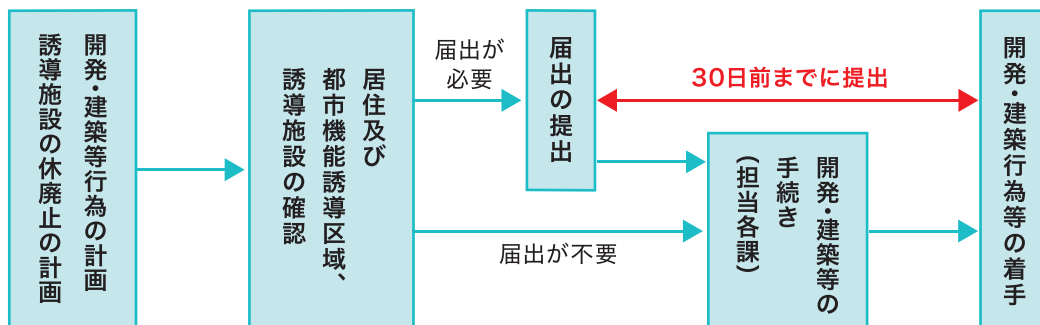 開発・建築等行為の計画
誘導施設の休廃止の計画
居住及び
都市機能誘導区域、
誘導施設の確認
届出が
必要
届出の提出
30日前までに提出
届出が不要
開発・建築等の
手続き
（担当各課）
開発・建築行為等の着手